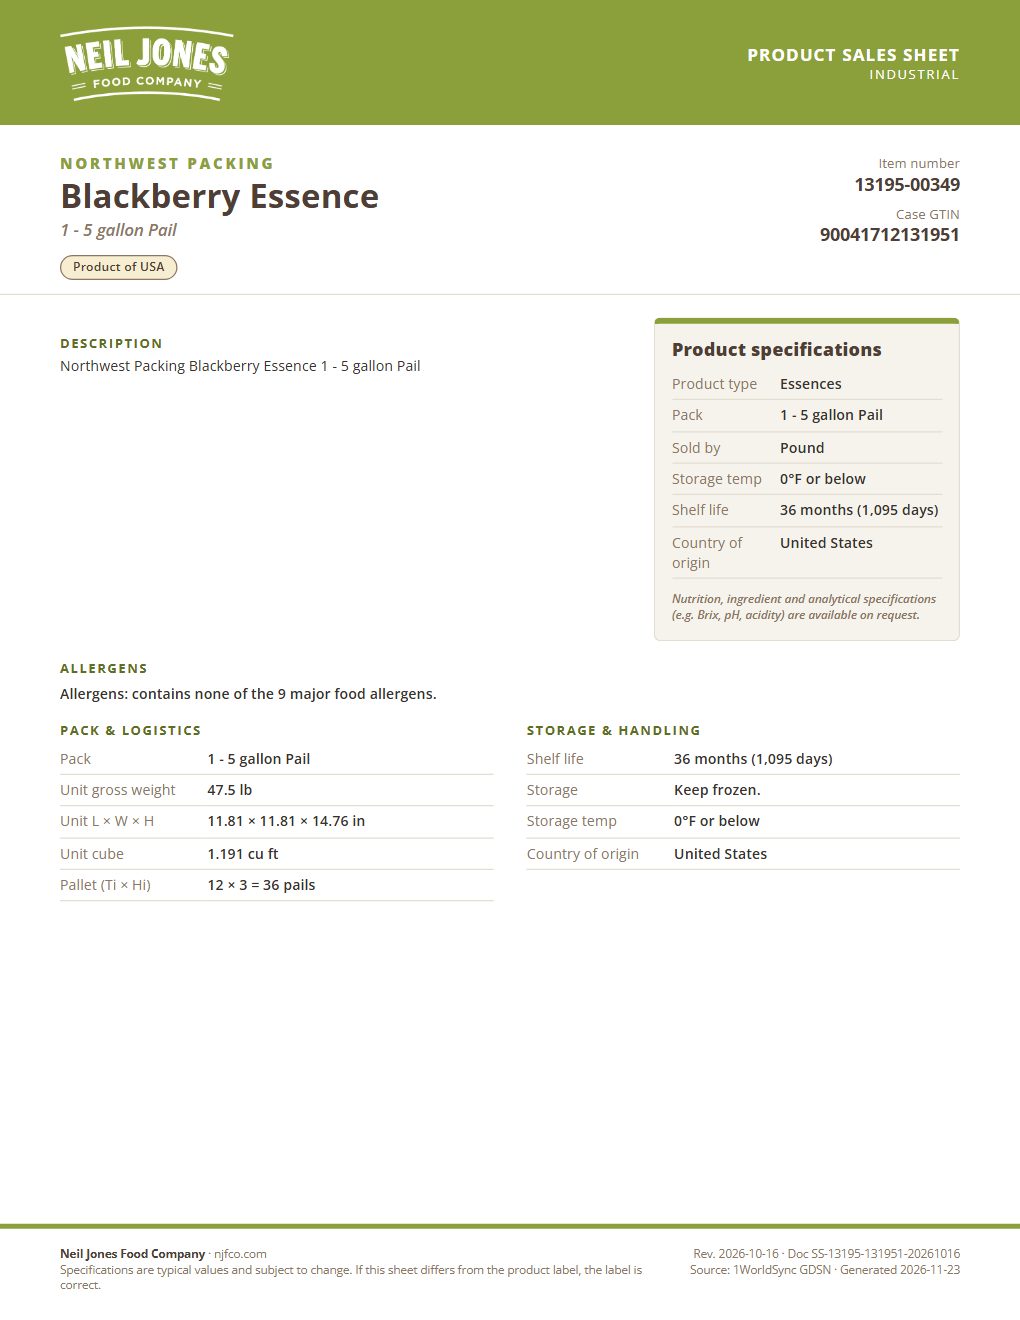 NEIL JONES
FOOD COMPANY
PRODUCT SALES SHEET
INDUSTRIAL
NORTHWEST PACKING
Blackberry Essence
1 - 5 gallon Pail
Product of USA
Item number
13195-00349
Case GTIN
90041712131951
DESCRIPTION
Northwest Packing Blackberry Essence 1 - 5 gallon Pail
Product specifications
Product type Essences
Pack 1 - 5 gallon Pail
Sold by Pound
Storage temp 0°F or below
Shelf life 36 months (1,095 days)
Country of origin United States
Nutrition, ingredient and analytical specifications
(e.g. Brix, pH, acidity) are available on request.
ALLERGENS
Allergens: contains none of the 9 major food allergens.
PACK & LOGISTICS
Pack 1 - 5 gallon Pail
Unit gross weight 47.5 lb
Unit L × W × H 11.81 × 11.81 × 14.76 in
Unit cube 1.191 cu ft
Pallet (Ti × Hi) 12 × 3 = 36 pails
STORAGE & HANDLING
Shelf life 36 months (1,095 days)
Storage Keep frozen.
Storage temp 0°F or below
Country of origin United States
Neil Jones Food Company · njfco.com
Specifications are typical values and subject to change. If this sheet differs from the product label, the label is
correct.
Rev. 2026-10-16 · Doc SS-13195-131951-20261016
Source: 1WorldSync GDSN · Generated 2026-11-23